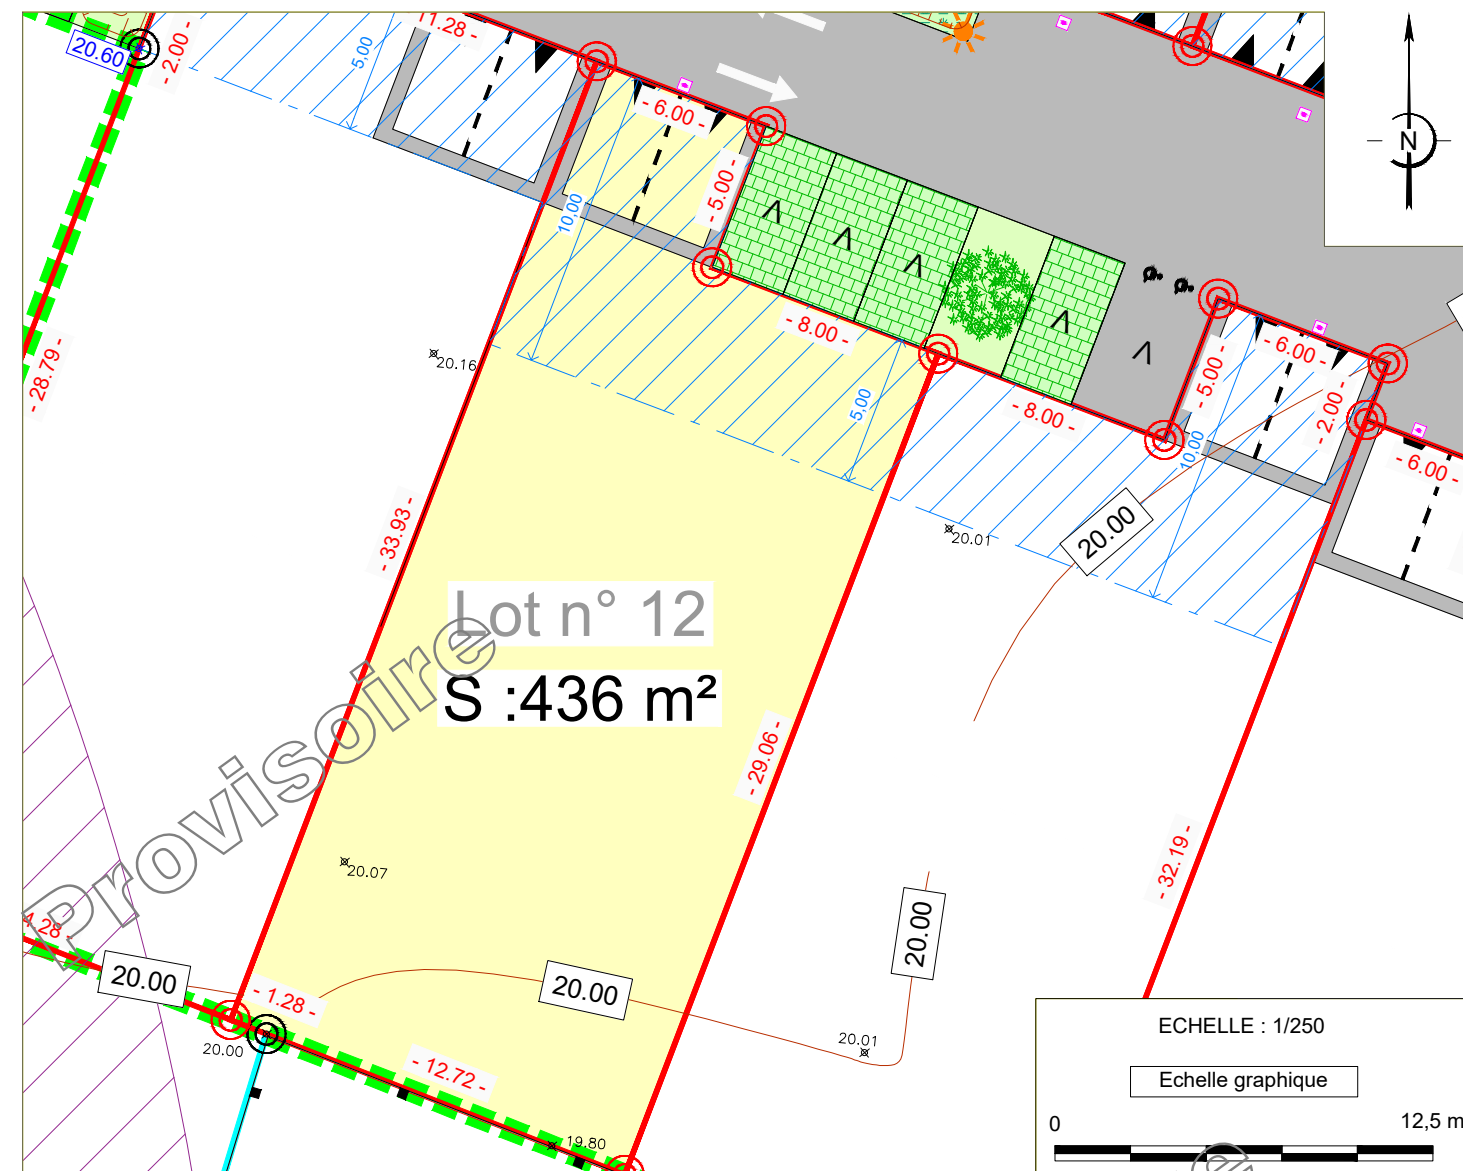 - 11.28 -
- 2.00 -
20.60
5,00
N
- 6.00 -
- 5.00 -
10,00
- 8.00 -
20.16
- 28.79 -
- 6.00 -
- 5.00 -
- 2.00 -
5,00
- 8.00 -
10,00
- 6.00 -
- 33.93 -
20.00
20.01
Lot n° 12
S :436 m²
Provisoire
- 29.06 -
20.07
- 32.19 -
4.28 -
20.00
- 1.28 -
20.00
20.00
20.00
20.01
- 12.72 -
19.80
ECHELLE : 1/250
Echelle graphique
0
12,5 m
e